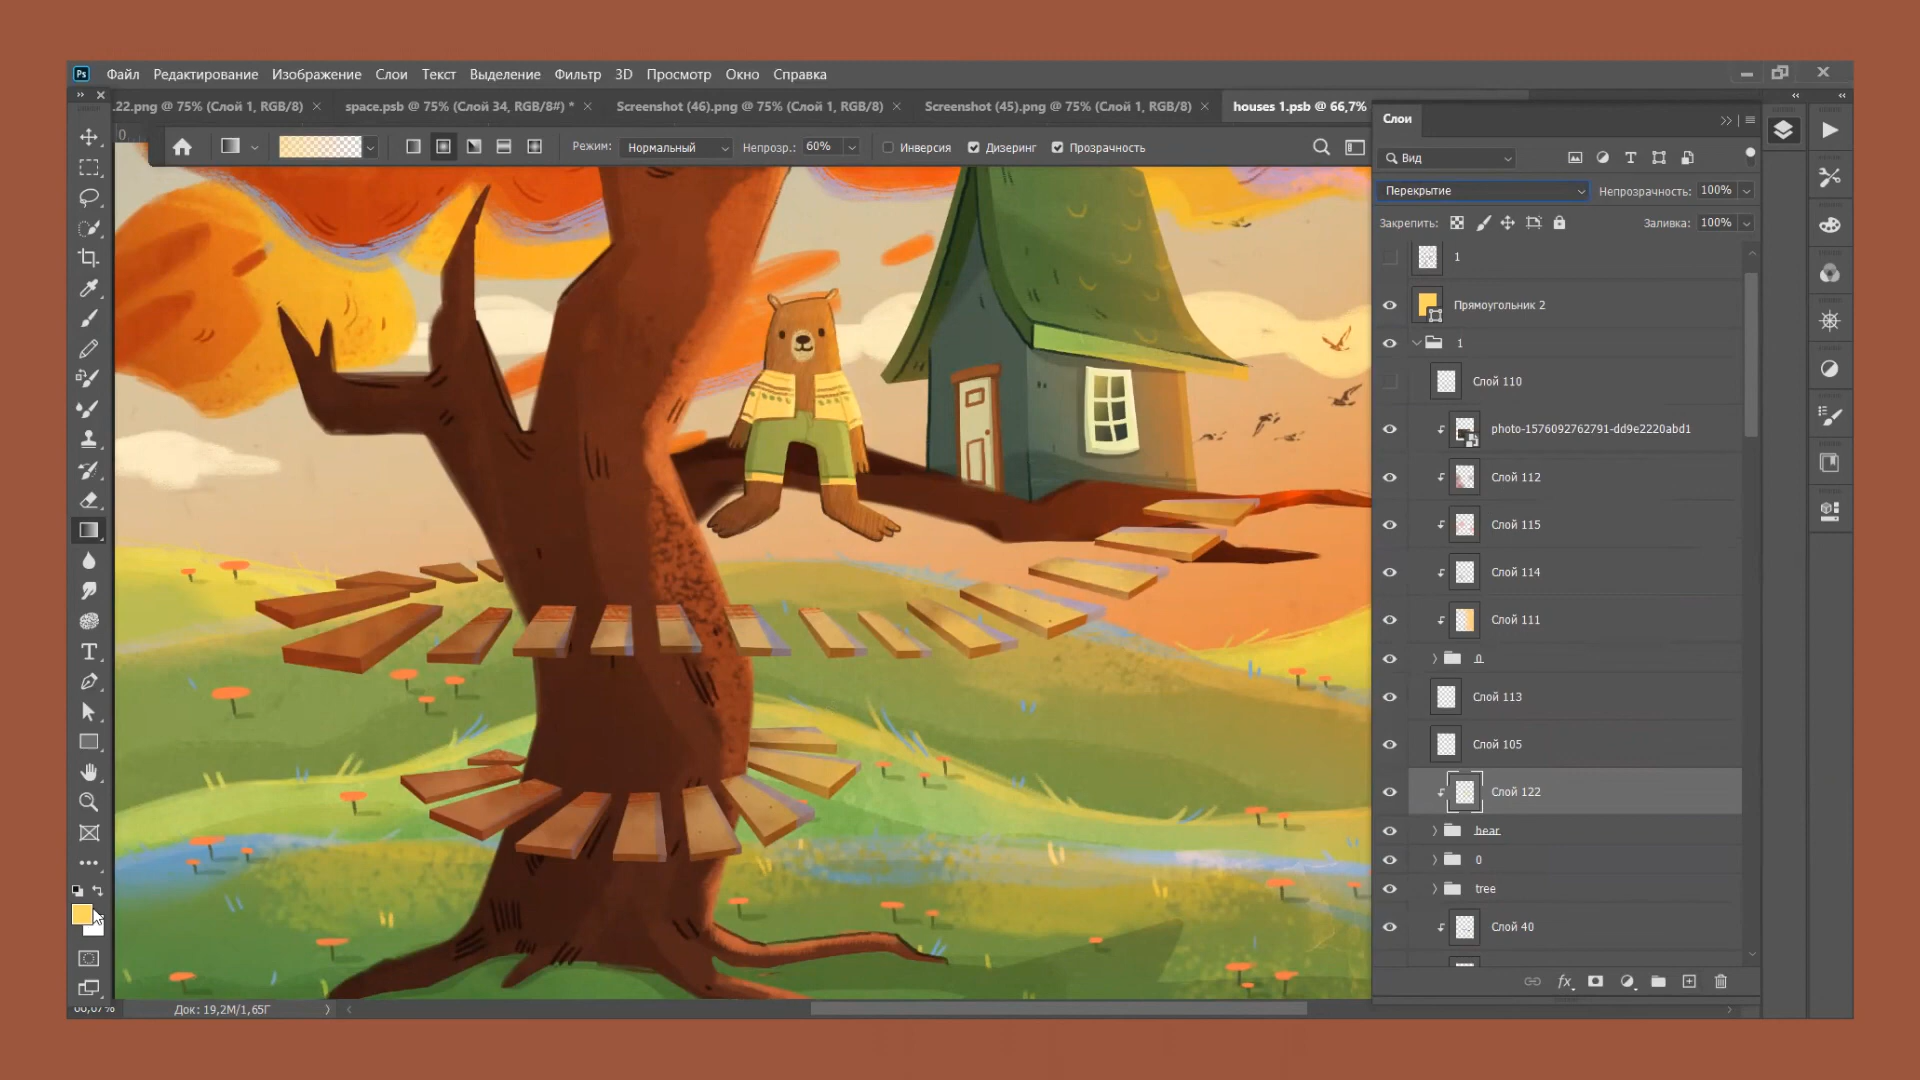 Ps Файл Редактирование Изображение Слои Текст Выделение Фильтр 3D Просмотр Окно Справка
.22.png @ 75% (Слой 1, RGB/8) space.psb @ 75% (Слой 34, RGB/8#) * Screenshot (46).png @ 75% (Слой 1, RGB/8) Screenshot (45).png @ 75% (Слой 1, RGB/8) houses 1.psb @ 66,7%
0
Режим: Нормальный Непрозр.: 60% Инверсия Дизеринг Прозрачность
Слои
Вид
Перекрытие Непрозрачность: 100%
Закрепить: Заливка: 100%
1
Прямоугольник 2
1
Слой 110
photo-1576092762791-dd9e2220abd1
Слой 112
Слой 115
Слой 114
Слой 111
Слой 113
Слой 105
Слой 122
bear
0
tree
Слой 40
66,67% Док: 19,2M/1,65Г